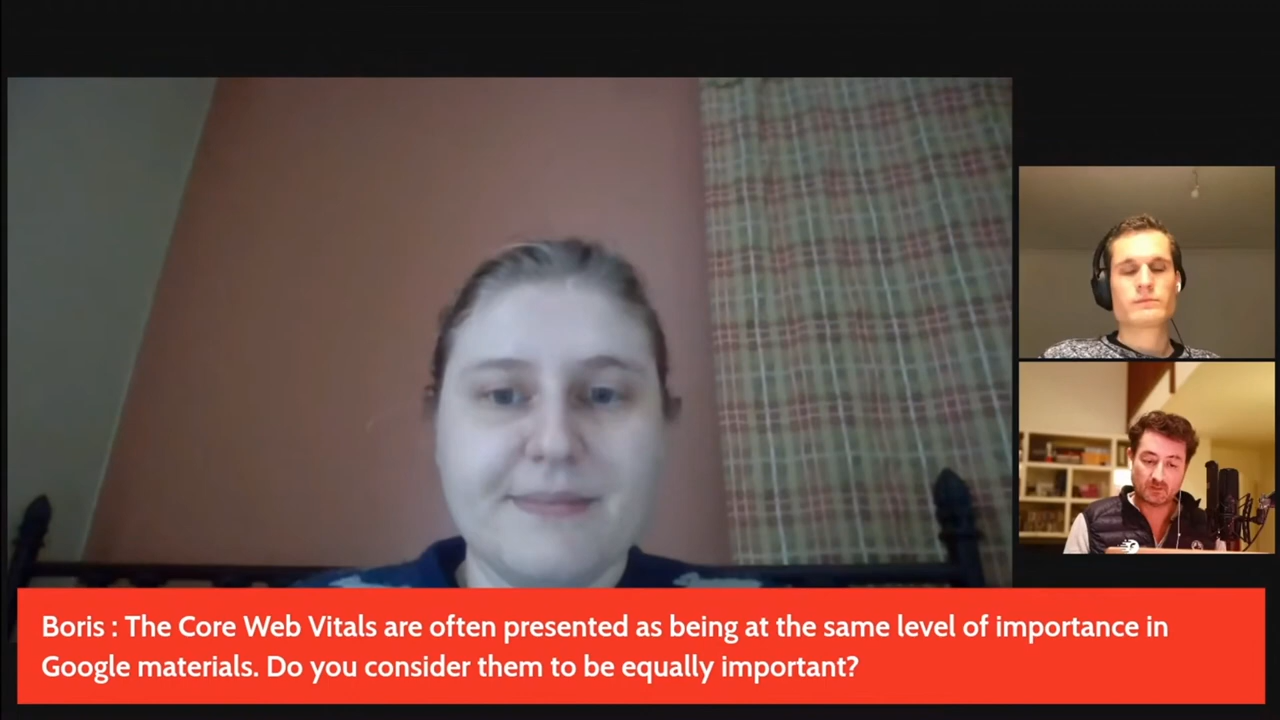 Boris : The Core Web Vitals are often presented as being at the same level of importance in
Google materials. Do you consider them to be equally important?